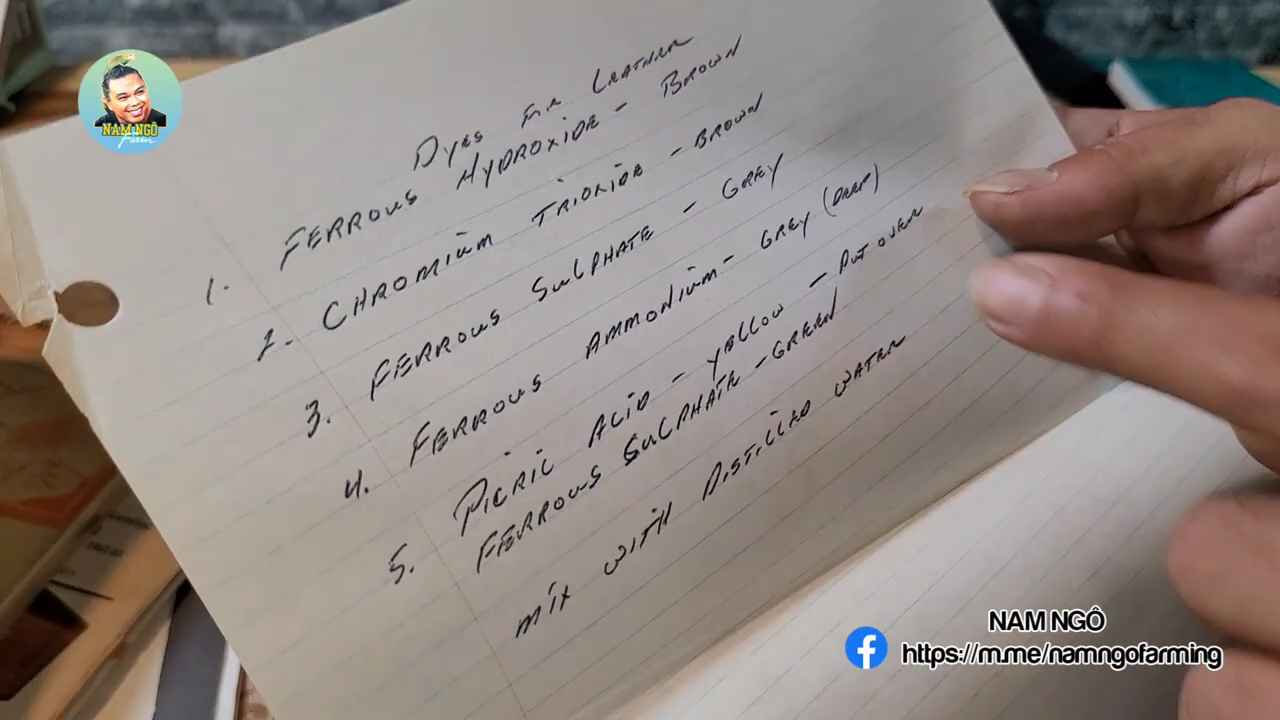 NAM NGÔ
Farm
DYES FOR LEATHER
1. FERROUS HYDROXIDE - BROWN
2. CHROMIUM TRIOXIDE - BROWN
3. FERROUS SULPHATE - GREY
4. FERROUS AMMONIUM - GREY (DEEP)
5. PICRIC ACID - YELLOW - PUT OVER
FERROUS SULPHATE - GREEN
MIX WITH DISTILLED WATER
NAM NGÔ
https://m.me/namngofarming